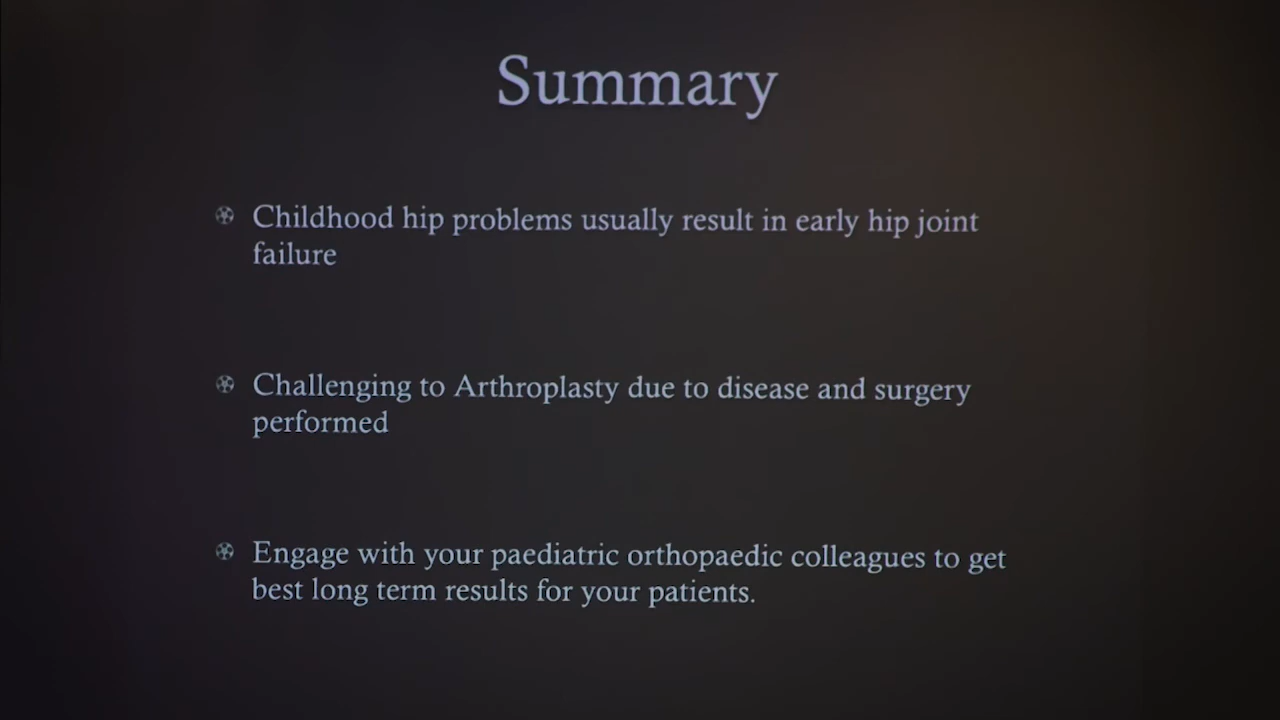 Summary
Childhood hip problems usually result in early hip joint
failure
Challenging to Arthroplasty due to disease and surgery
performed
Engage with your paediatric orthopaedic colleagues to get
best long term results for your patients.